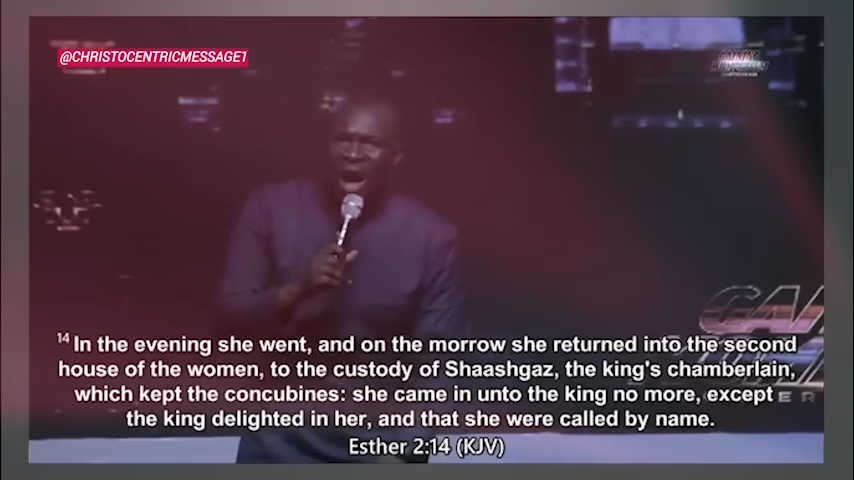 @CHRISTOCENTRICMESSAGE1
14 In the evening she went, and on the morrow she returned into the second
house of the women, to the custody of Shaashgaz, the king's chamberlain,
which kept the concubines: she came in unto the king no more, except
the king delighted in her, and that she were called by name.
Esther 2:14 (KJV)